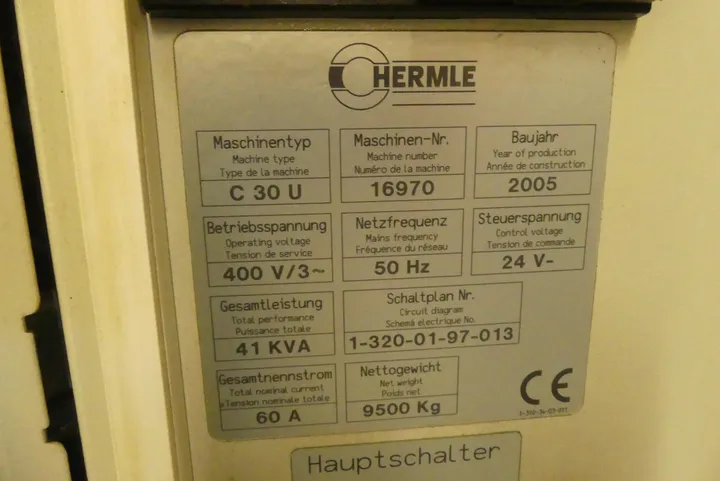 HERMLE
Maschinentyp
Machine type
Type de la machine
C 30 U
Maschinen-Nr.
Machine number
Numéro de la machine
16970
Baujahr
Year of production
Année de construction
2005
Betriebsspannung
Operating voltage
Tension de service
400 V/3~
Netzfrequenz
Mains frequency
Fréquence du réseau
50 Hz
Steuerspannung
Control voltage
Tension de commande
24 V-
Gesamtleistung
Total performance
Puissance totale
41 KVA
Schaltplan Nr.
Circuit diagram
Schemá électrique No.
1-320-01-97-013
Gesamtnennstrom
Total nominal current
Tension nominale totale
60 A
Nettogewicht
Net weight
Poids net
9500 Kg
CE
Hauptschalter